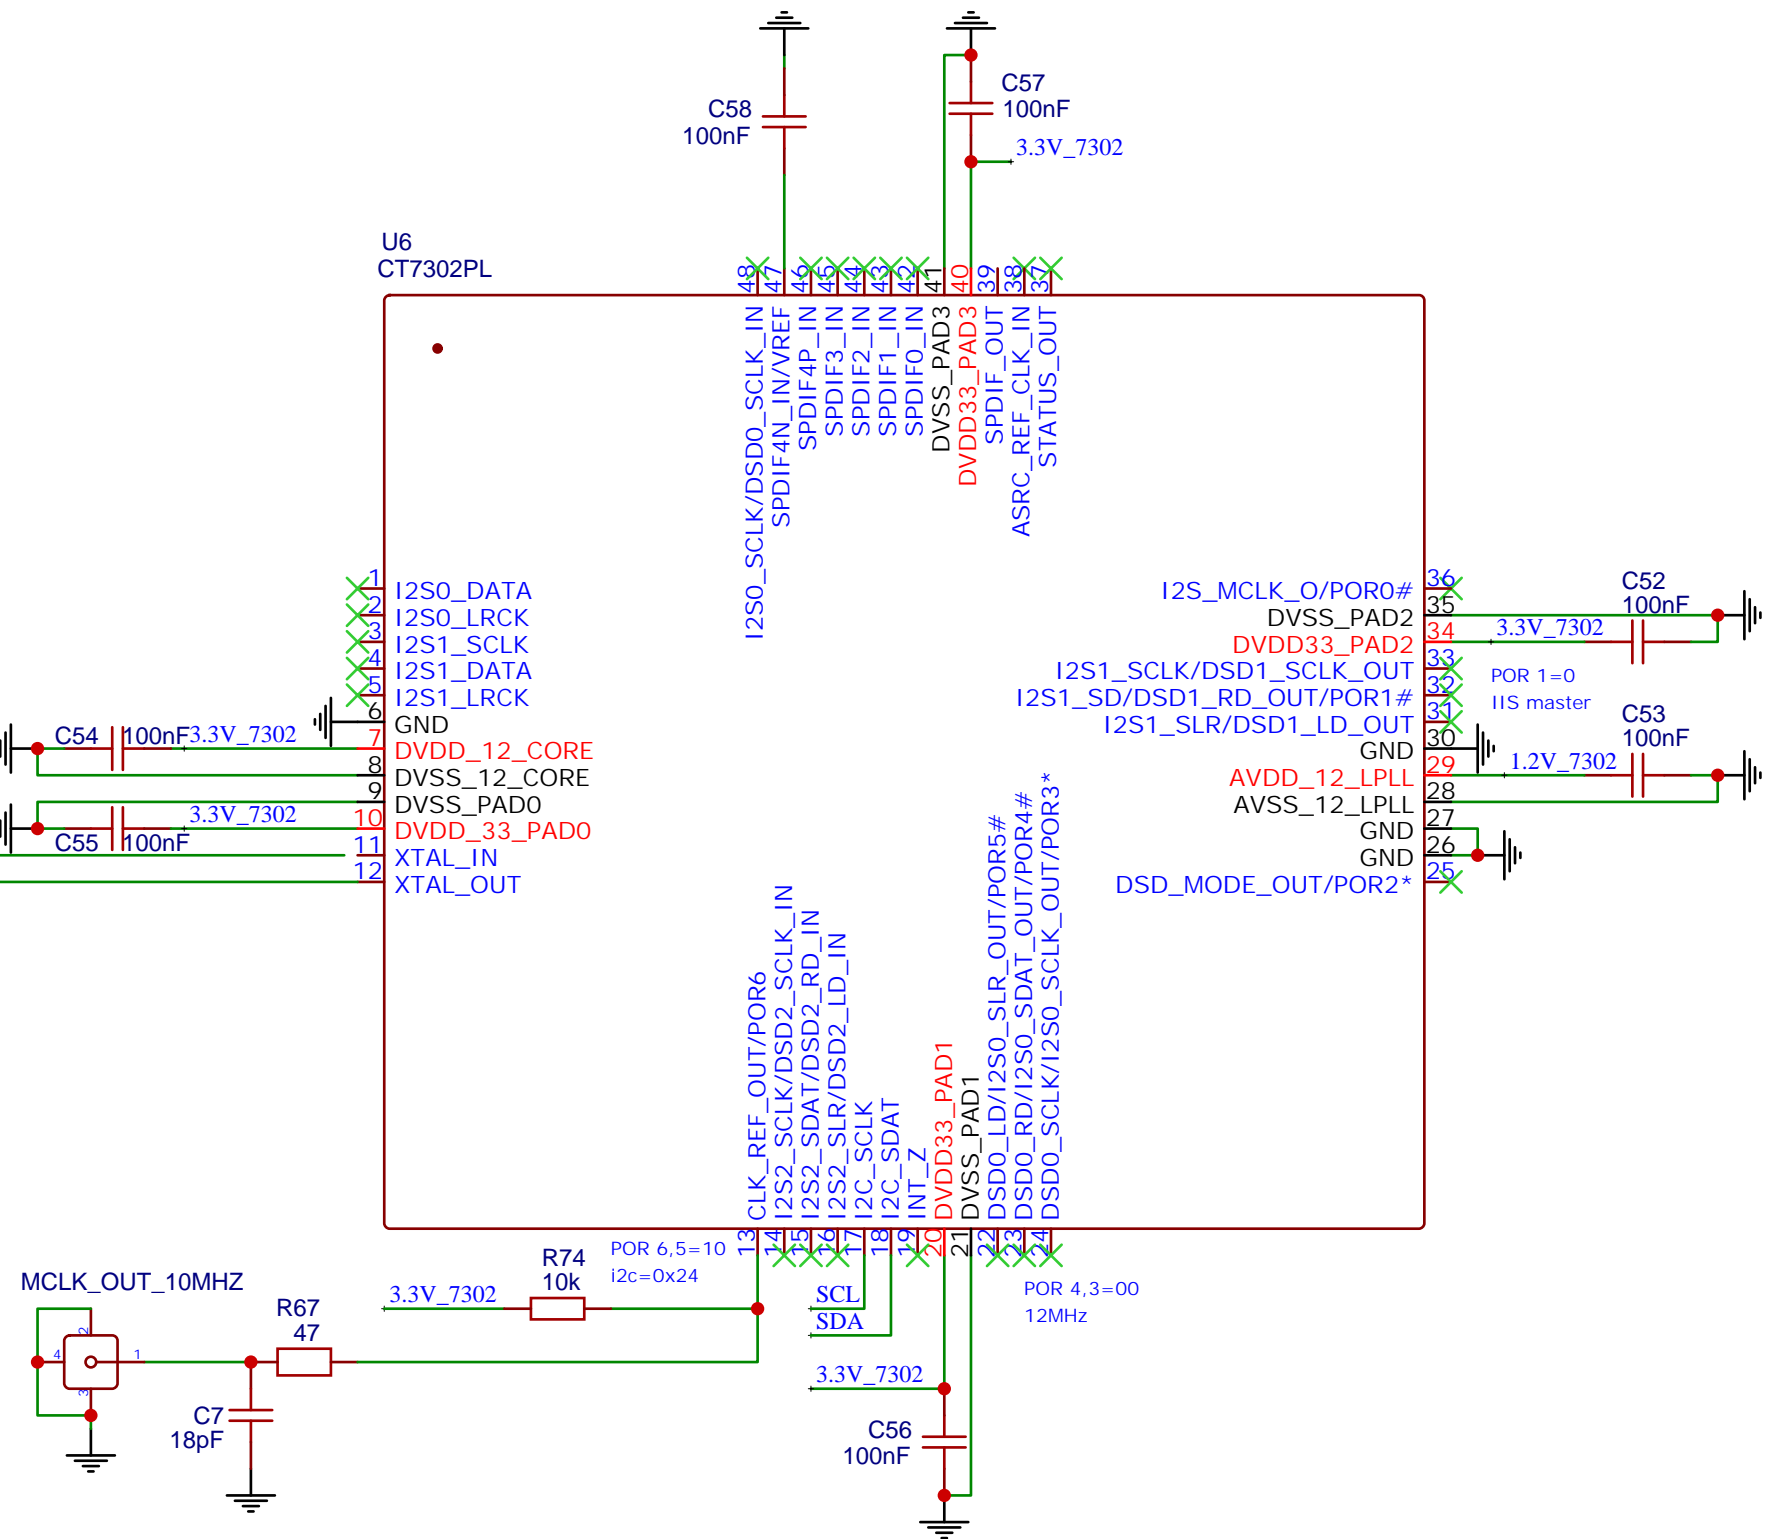 C57
100nF
3.3V_7302
C58
100nF
U6
CT7302PL
48
47
46
45
44
43
42
41
40
39
38
37
I2S0_SCLK/DSD0_SCLK_IN
SPDIF4N_IN/VREF
SPDIF4P_IN
SPDIF3_IN
SPDIF2_IN
SPDIF1_IN
SPDIF0_IN
DVSS_PAD3
DVDD33_PAD3
SPDIF_OUT
ASRC_REF_CLK_IN
STATUS_OUT
1 I2S0_DATA
2 I2S0_LRCK
3 I2S1_SCLK
4 I2S1_DATA
5 I2S1_LRCK
6 GND
C54 100nF 3.3V_7302 7 DVDD_12_CORE
8 DVSS_12_CORE
9 DVSS_PAD0
3.3V_7302 10 DVDD_33_PAD0
C55 100nF
11 XTAL_IN
12 XTAL_OUT
I2S_MCLK_O/POR0# 36
DVSS_PAD2 35
DVDD33_PAD2 34
I2S1_SCLK/DSD1_SCLK_OUT 33
I2S1_SD/DSD1_RD_OUT/POR1# 32
I2S1_SLR/DSD1_LD_OUT 31
GND 30
AVDD_12_LPLL 29
AVSS_12_LPLL 28
GND 27
GND 26
DSD_MODE_OUT/POR2* 25
C52
100nF
3.3V_7302
POR 1=0
IIS master
C53
100nF
1.2V_7302
CLK_REF_OUT/POR6
I2S2_SCLK/DSD2_SCLK_IN
I2S2_SDAT/DSD2_RD_IN
I2S2_SLR/DSD2_LD_IN
I2C_SCLK
I2C_SDAT
INT_Z
DVDD33_PAD1
DVSS_PAD1
DSD0_LD/I2S0_SLR_OUT/POR5#
DSD0_RD/I2S0_SDAT_OUT/POR4#
DSD0_SCLK/I2S0_SCLK_OUT/POR3*
13
14
15
16
17
18
19
20
21
22
23
24
POR 6,5=10
i2c=0x24
R74
10k
3.3V_7302
SCL
SDA
POR 4,3=00
12MHz
MCLK_OUT_10MHZ
2
4
1
3
R67
47
C7
18pF
3.3V_7302
C56
100nF